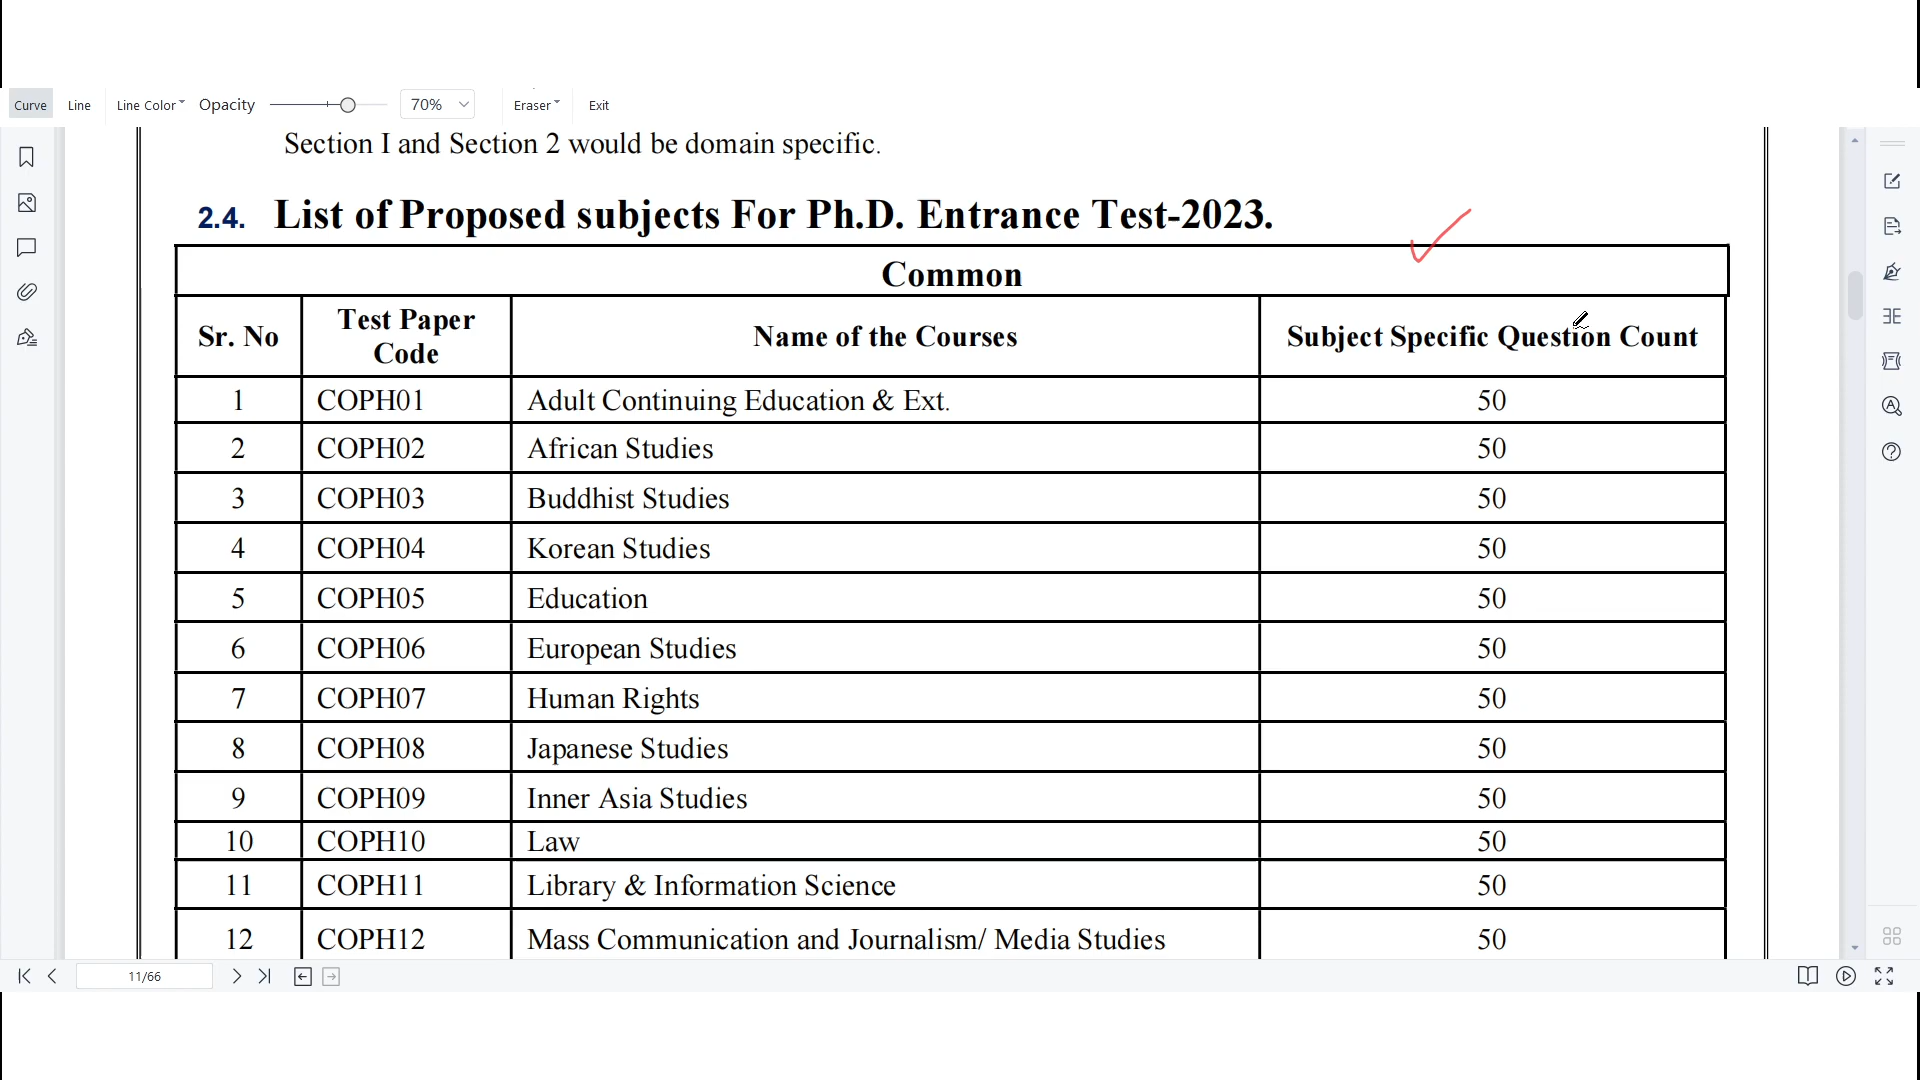 Curve Line Line Color Opacity 70% Eraser Exit
Section I and Section 2 would be domain specific.
2.4. List of Proposed subjects For Ph.D. Entrance Test-2023.
Common
Sr. No Test Paper Code Name of the Courses Subject Specific Question Count
1 COPH01 Adult Continuing Education & Ext. 50
2 COPH02 African Studies 50
3 COPH03 Buddhist Studies 50
4 COPH04 Korean Studies 50
5 COPH05 Education 50
6 COPH06 European Studies 50
7 COPH07 Human Rights 50
8 COPH08 Japanese Studies 50
9 COPH09 Inner Asia Studies 50
10 COPH10 Law 50
11 COPH11 Library & Information Science 50
12 COPH12 Mass Communication and Journalism/ Media Studies 50
11/66